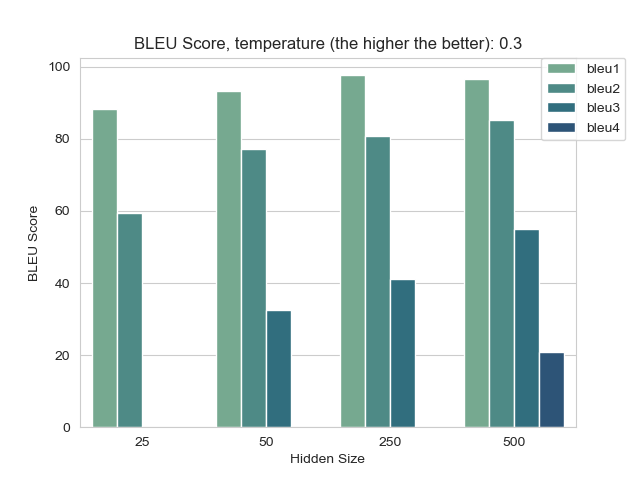 BLEU Score, temperature (the higher the better): 0.3
bleu1
bleu2
bleu3
bleu4
BLEU Score
100
80
60
40
20
0
25 50 250 500
Hidden Size